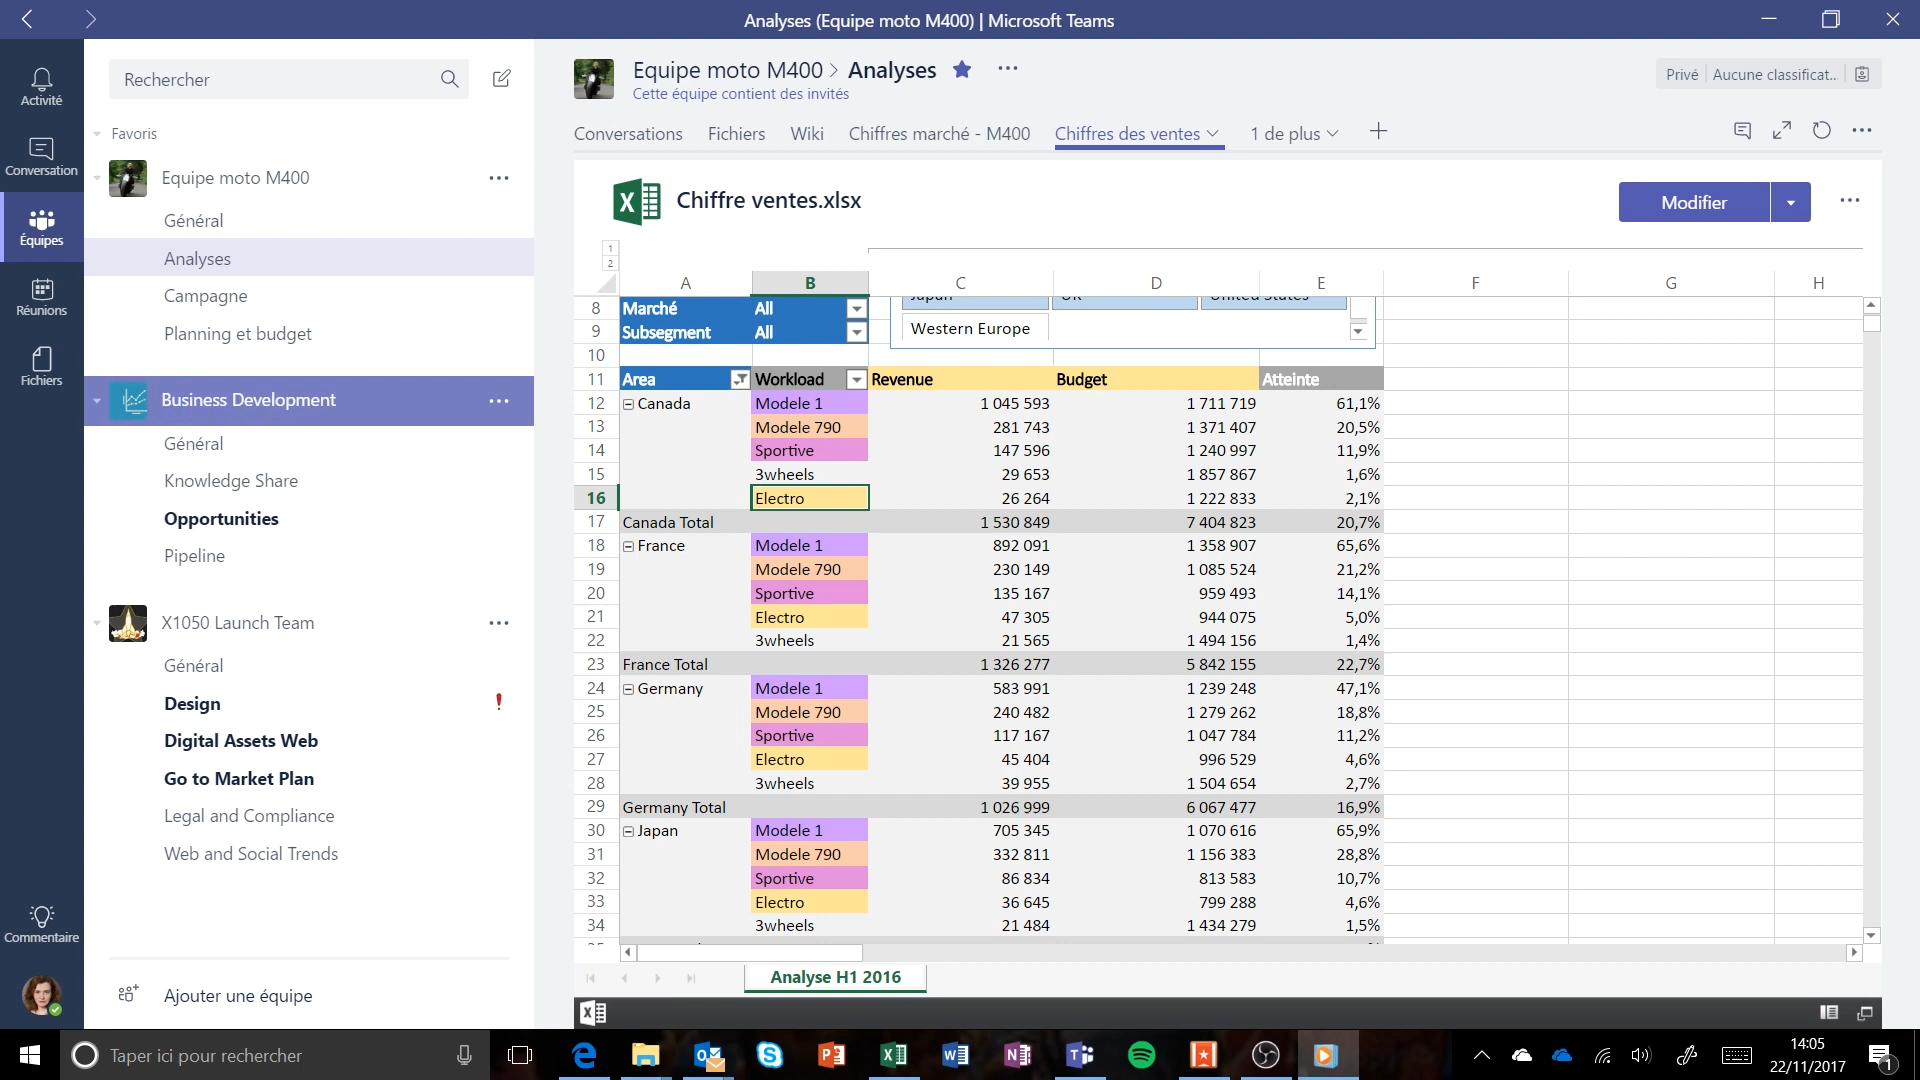 Analyses (Equipe moto M400) | Microsoft Teams
Activité
Conversation
Équipes
Réunions
Fichiers
Commentaire
Rechercher
Favoris
Equipe moto M400
Général
Analyses
Campagne
Planning et budget
Business Development
Général
Knowledge Share
Opportunities
Pipeline
X1050 Launch Team
Général
Design
Digital Assets Web
Go to Market Plan
Legal and Compliance
Web and Social Trends
Ajouter une équipe
Equipe moto M400 > Analyses
Cette équipe contient des invités
Privé Aucune classificat...
Conversations Fichiers Wiki Chiffres marché - M400 Chiffres des ventes 1 de plus
Chiffre ventes.xlsx
Modifier
1
2
A B C D E F G H
Japan UK United States
8 Marché All
9 Subsegment All
Western Europe
10
11 Area Workload Revenue Budget Atteinte
12 Canada Modele 1 1 045 593 1 711 719 61,1%
13 Modele 790 281 743 1 371 407 20,5%
14 Sportive 147 596 1 240 997 11,9%
15 3wheels 29 653 1 857 867 1,6%
16 Electro 26 264 1 222 833 2,1%
17 Canada Total 1 530 849 7 404 823 20,7%
18 France Modele 1 892 091 1 358 907 65,6%
19 Modele 790 230 149 1 085 524 21,2%
20 Sportive 135 167 959 493 14,1%
21 Electro 47 305 944 075 5,0%
22 3wheels 21 565 1 494 156 1,4%
23 France Total 1 326 277 5 842 155 22,7%
24 Germany Modele 1 583 991 1 239 248 47,1%
25 Modele 790 240 482 1 279 262 18,8%
26 Sportive 117 167 1 047 784 11,2%
27 Electro 45 404 996 529 4,6%
28 3wheels 39 955 1 504 654 2,7%
29 Germany Total 1 026 999 6 067 477 16,9%
30 Japan Modele 1 705 345 1 070 616 65,9%
31 Modele 790 332 811 1 156 383 28,8%
32 Sportive 86 834 813 583 10,7%
33 Electro 36 645 799 288 4,6%
34 3wheels 21 484 1 434 279 1,5%
Analyse H1 2016
Taper ici pour rechercher
14:05
22/11/2017
1